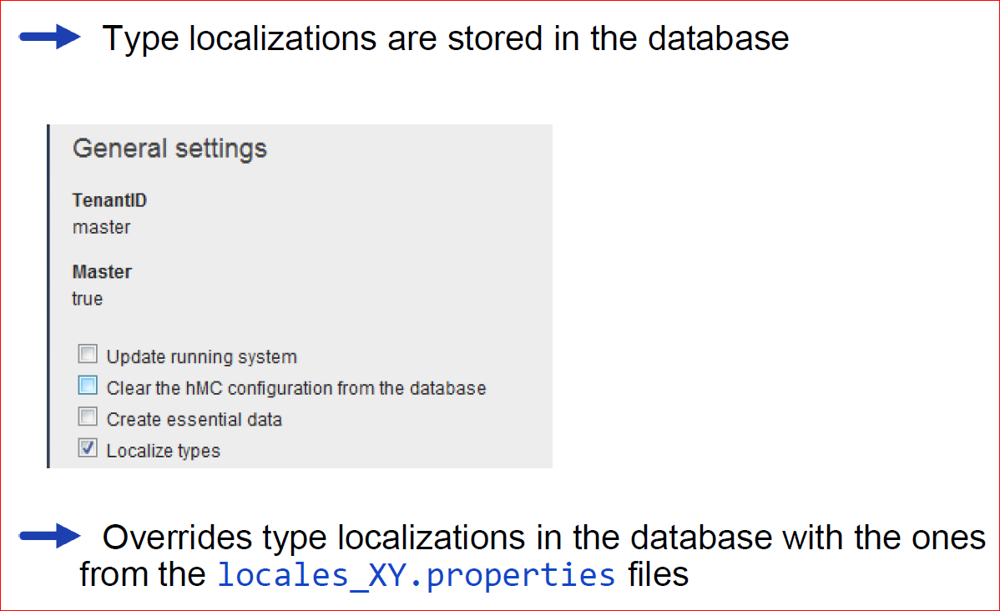 Type localizations are stored in the database
General settings
TenantID
master
Master
true
Update running system
Clear the hMC configuration from the database
Create essential data
Localize types
Overrides type localizations in the database with the ones
from the locales_XY.properties files